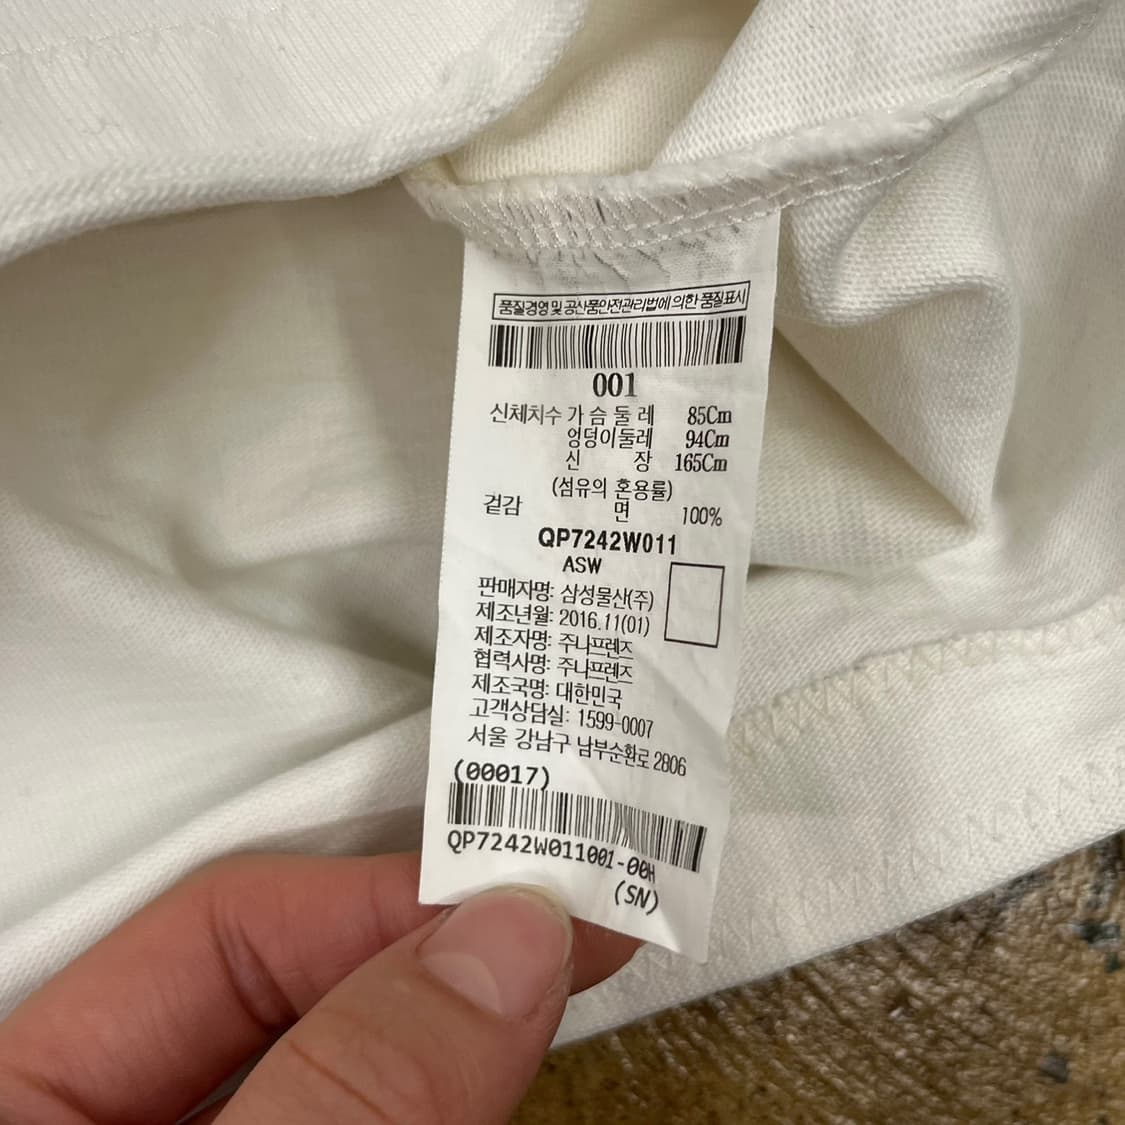 품질경영 및 공산품안전관리법에 의한 품질표시
001
신체치수 가슴둘레 85Cm
엉덩이둘레 94Cm
신 장 165Cm
(섬유의 혼용률)
겉감 면 100%
QP7242W011
ASW
판매자명: 삼성물산(주)
제조년월: 2016.11(01)
제조자명: 주나프렌즈
협력사명: 주나프렌즈
제조국명: 대한민국
고객상담실: 1599-0007
서울 강남구 남부순환로 2806
(00017)
QP7242W011001-00H
(SN)